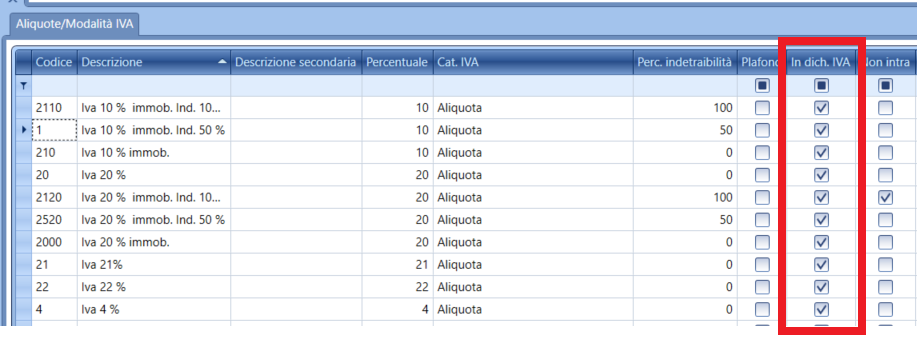 Aliquote/Modalità IVA
Codice Descrizione Descrizione secondaria Percentuale Cat. IVA Perc. indetraibilità Plafond In dich. IVA Non intra
2110 Iva 10 % immob. Ind. 10... 10 Aliquota 100
1 Iva 10 % immob. Ind. 50 % 10 Aliquota 50
210 Iva 10 % immob. 10 Aliquota 0
20 Iva 20 % 20 Aliquota 0
2120 Iva 20 % immob. Ind. 10... 20 Aliquota 100
2520 Iva 20 % immob. Ind. 50 % 20 Aliquota 50
2000 Iva 20 % immob. 20 Aliquota 0
21 Iva 21% 21 Aliquota 0
22 Iva 22 % 22 Aliquota 0
4 Iva 4 % 4 Aliquota 0